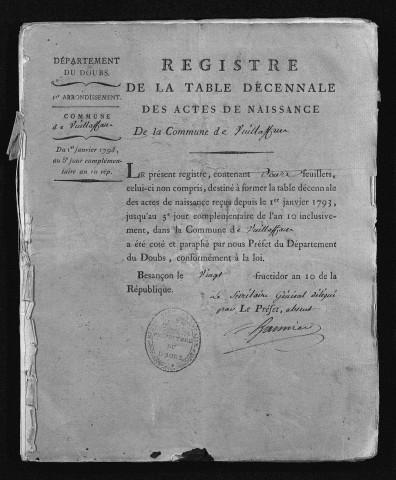 DÉPARTEMENT
DU DOUBS.
1er ARRONDISSEMENT.
COMMUNE
de Vuillafans
Du 1er janvier 1793,
au 5e jour complémen-
taire an 10 rép.
REGISTRE
DE LA TABLE DÉCENNALE
DES ACTES DE NAISSANCE
De la Commune de Vuillafans
LE présent registre, contenant feuillets,
celui-ci non compris, destiné à former la table décennale
des actes de naissance reçus depuis le 1er janvier 1793,
jusqu'au 5e jour complémentaire de l'an 10 inclusive-
ment, dans la Commune de Vuillafans
a été coté et paraphé par nous Préfet du Département
du Doubs, conformément à la loi.
Besançon le Vingt fructidor an 10 de la
République.
Le Secrétaire Général délégué
pour Le Préfet, absent
DU
DOUBS